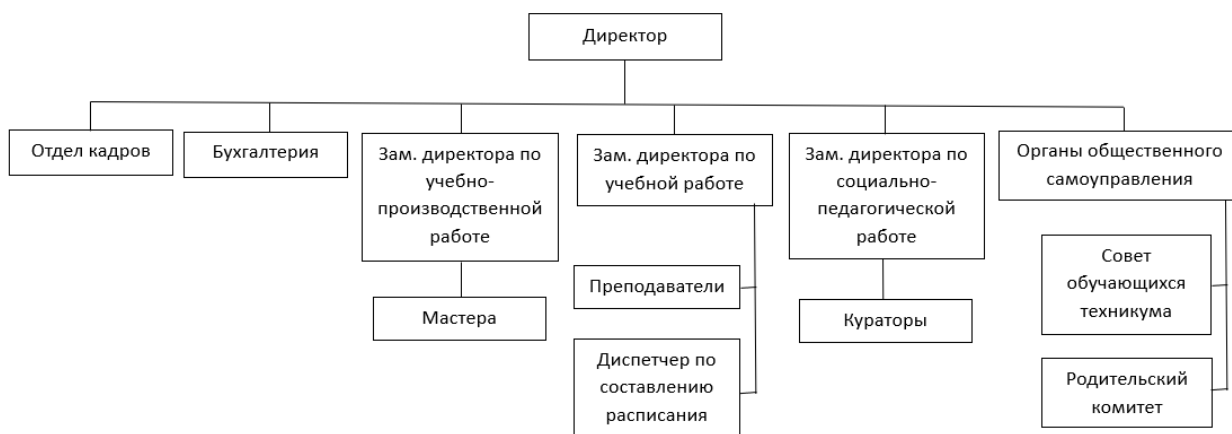 Директор
Отдел кадров
Бухгалтерия
Зам. директора по
учебно-
производственной
работе
Зам. директора по
учебной работе
Зам. директора по
социально-
педагогической
работе
Органы общественного
самоуправления
Мастера
Преподаватели
Диспетчер по
составлению
расписания
Кураторы
Совет
обучающихся
техникума
Родительский
комитет